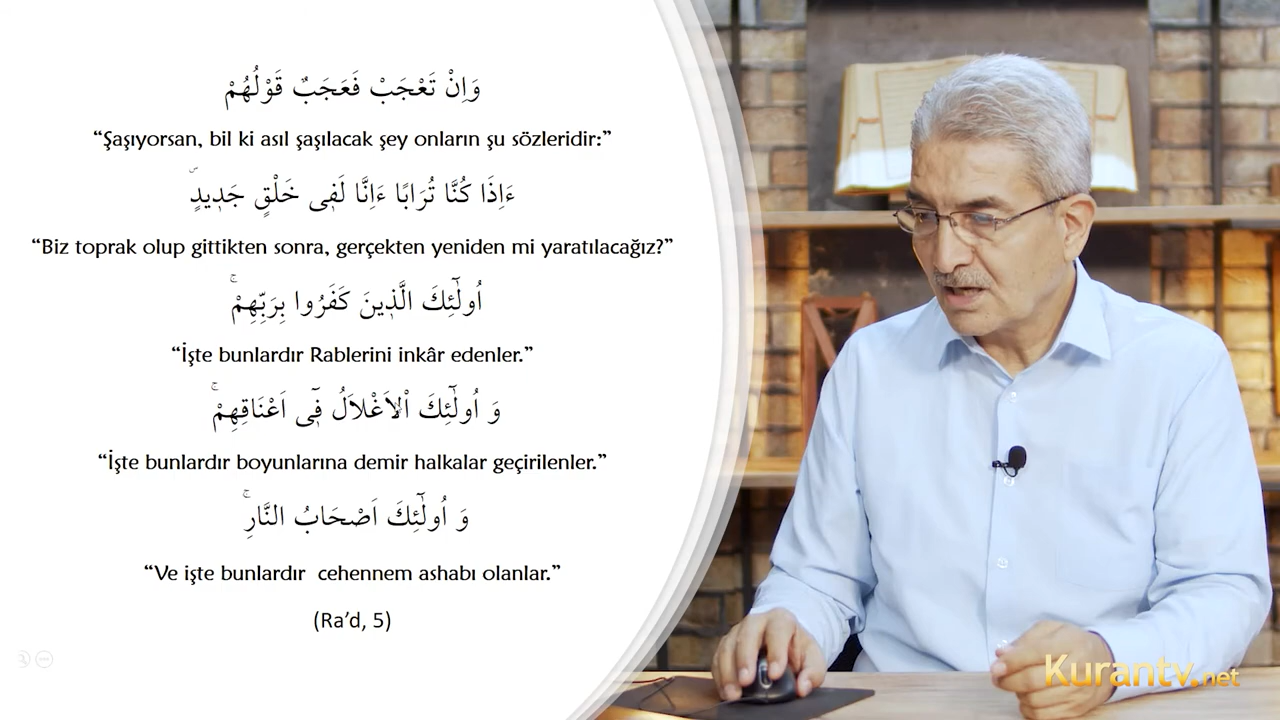 وَاِنْ تَعْجَبْ فَعَجَبٌ قَوْلُهُمْ
“Şaşıyorsan, bil ki asıl şaşılacak şey onların şu sözleridir:”
ءَاِذَا كُنَّا تُرَابًا ءَاِنَّا لَف۪ى خَلْقٍ جَد۪يدٍۜ
“Biz toprak olup gittikten sonra, gerçekten yeniden mi yaratılacağız?”
اُولٰٓئِكَ الَّذ۪ينَ كَفَرُوا بِرَبِّهِمْۚ
“İşte bunlardır Rablerini inkâr edenler.”
وَ اُولٰٓئِكَ اْلاَغْلاَلُ ف۪ٓى اَعْنَاقِهِمْۚ
“İşte bunlardır boyunlarına demir halkalar geçirilenler.”
وَ اُولٰٓئِكَ اَصْحَابُ النَّارِۚ
“Ve işte bunlardır cehennem ashabı olanlar.”
(Ra’d, 5)
Kurantv.net